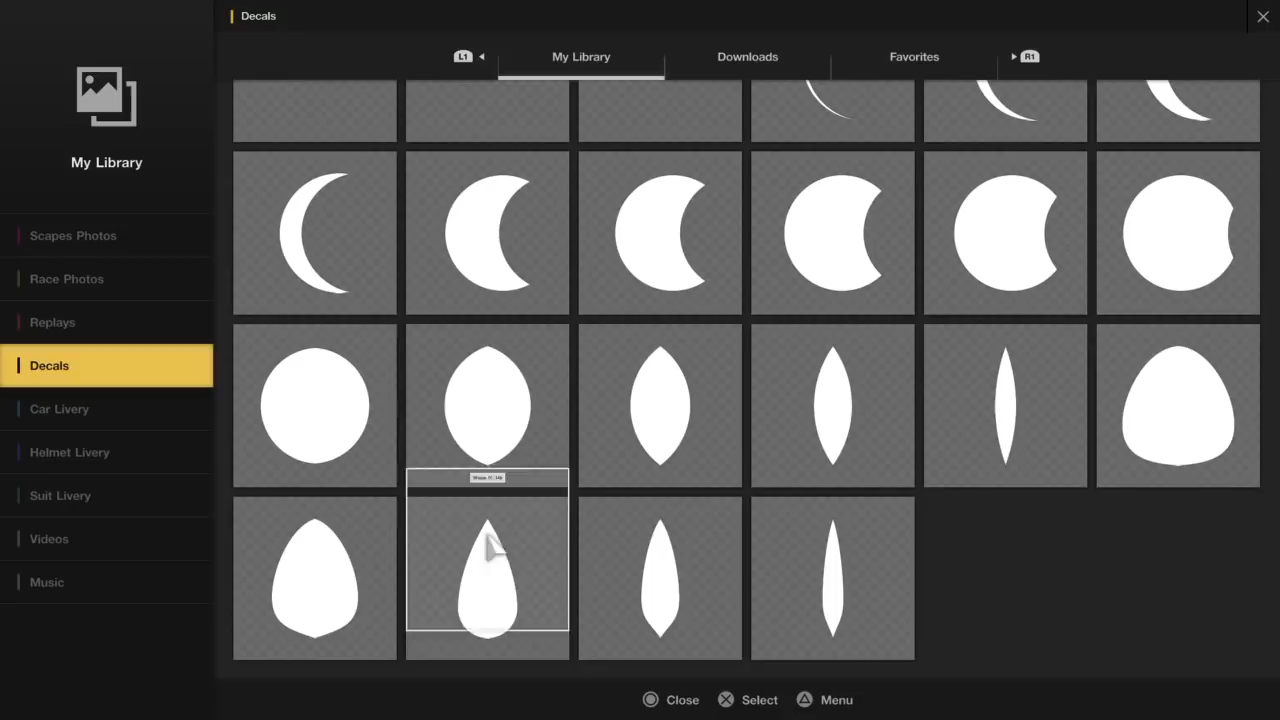 Decals
L1
My Library
Downloads
Favorites
R1
My Library
Scapes Photos
Race Photos
Replays
Decals
Car Livery
Helmet Livery
Suit Livery
Videos
Music
Close
Select
Menu